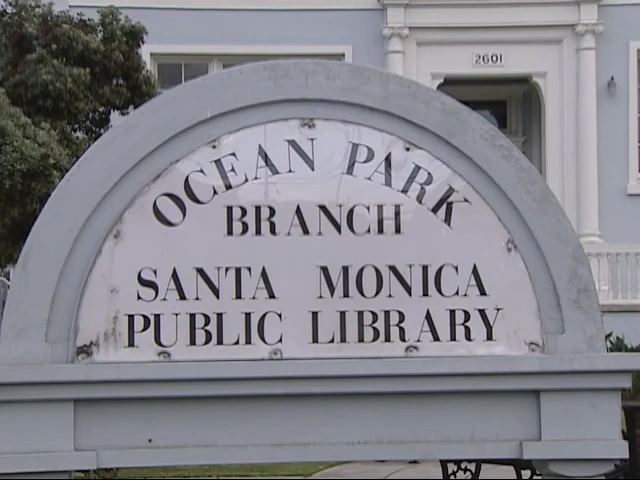 2601
OCEAN PARK
BRANCH
SANTA MONICA
PUBLIC LIBRARY